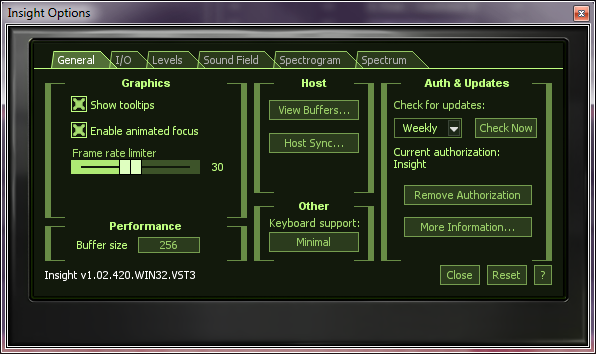 Insight Options
General
I/O
Levels
Sound Field
Spectrogram
Spectrum
Graphics
Show tooltips
Enable animated focus
Frame rate limiter
30
Performance
Buffer size
256
Host
View Buffers...
Host Sync...
Other
Keyboard support:
Minimal
Auth & Updates
Check for updates:
Weekly
Check Now
Current authorization:
Insight
Remove Authorization
More Information...
Insight v1.02.420.WIN32.VST3
Close
Reset
?